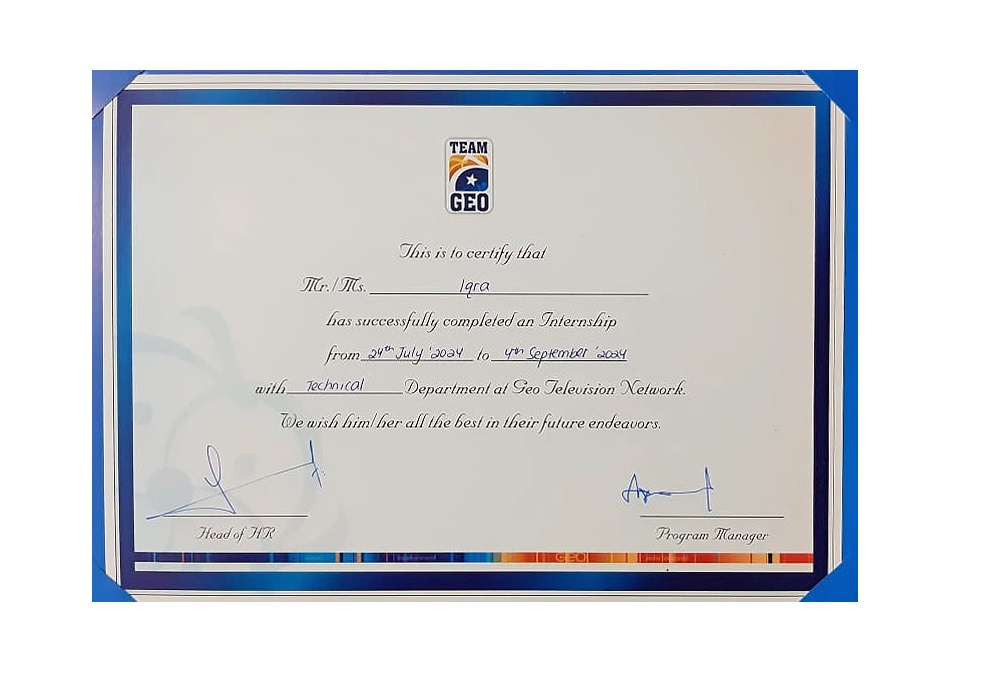 TEAM
GEO
This is to certify that
Mr./Ms. Iqra
has successfully completed an Internship
from 24th July '2024 to 4th September '2024
with Technical Department at Geo Television Network.
We wish him/her all the best in their future endeavors.
Head of HR
Program Manager
GEO